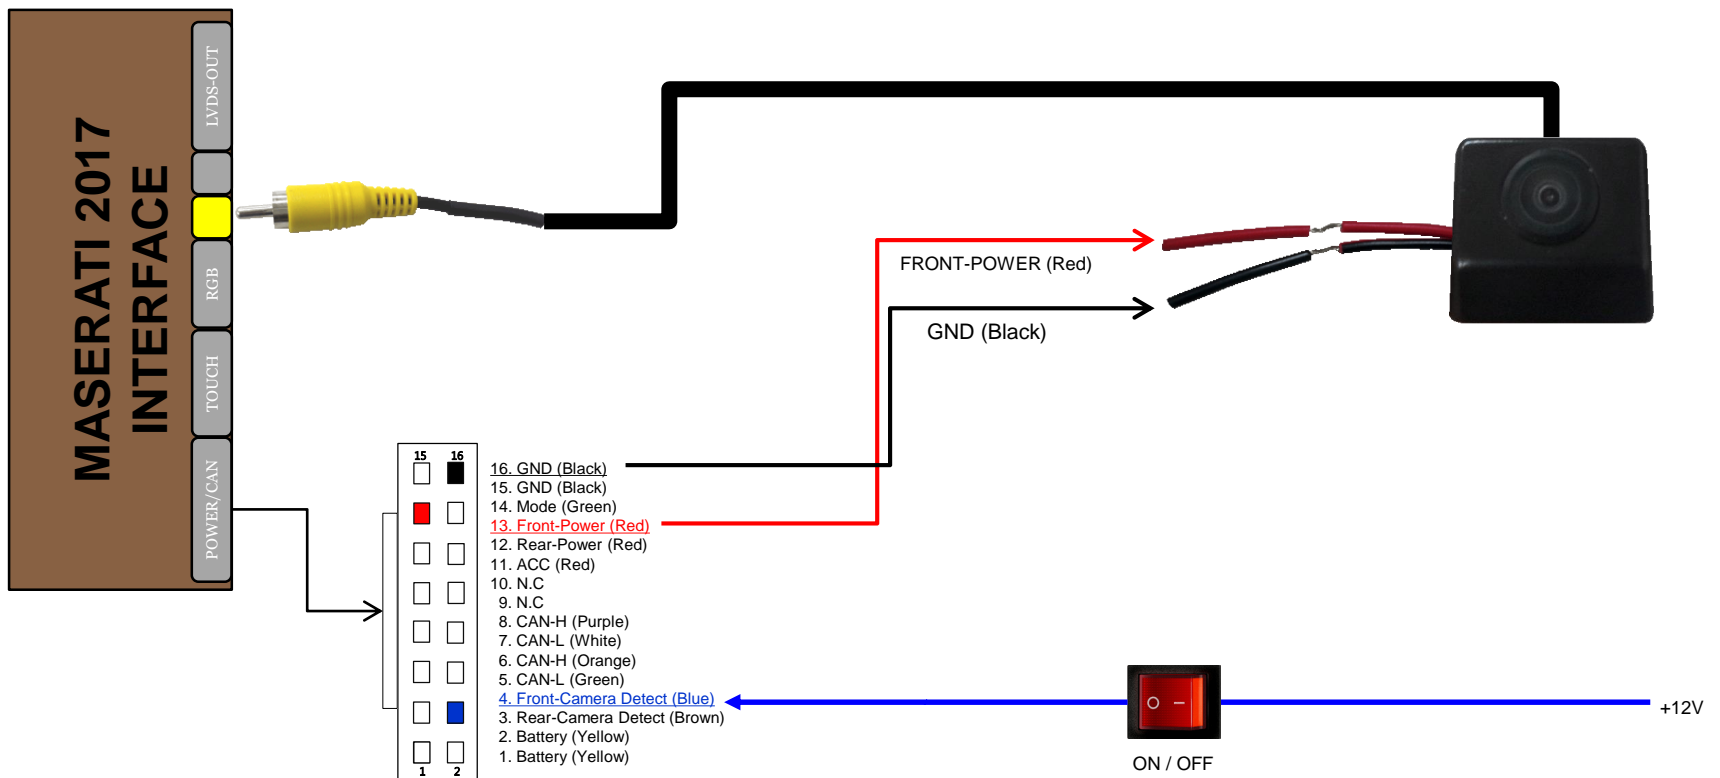 MASERATI 2017
INTERFACE
LVDS-OUT
RGB
TOUCH
POWER/CAN
FRONT-POWER (Red)
GND (Black)
15 16
16. GND (Black)
15. GND (Black)
14. Mode (Green)
13. Front-Power (Red)
12. Rear-Power (Red)
11. ACC (Red)
10. N.C
9. N.C
8. CAN-H (Purple)
7. CAN-L (White)
6. CAN-H (Orange)
5. CAN-L (Green)
4. Front-Camera Detect (Blue)
3. Rear-Camera Detect (Brown)
2. Battery (Yellow)
1. Battery (Yellow)
1 2
+12V
ON / OFF